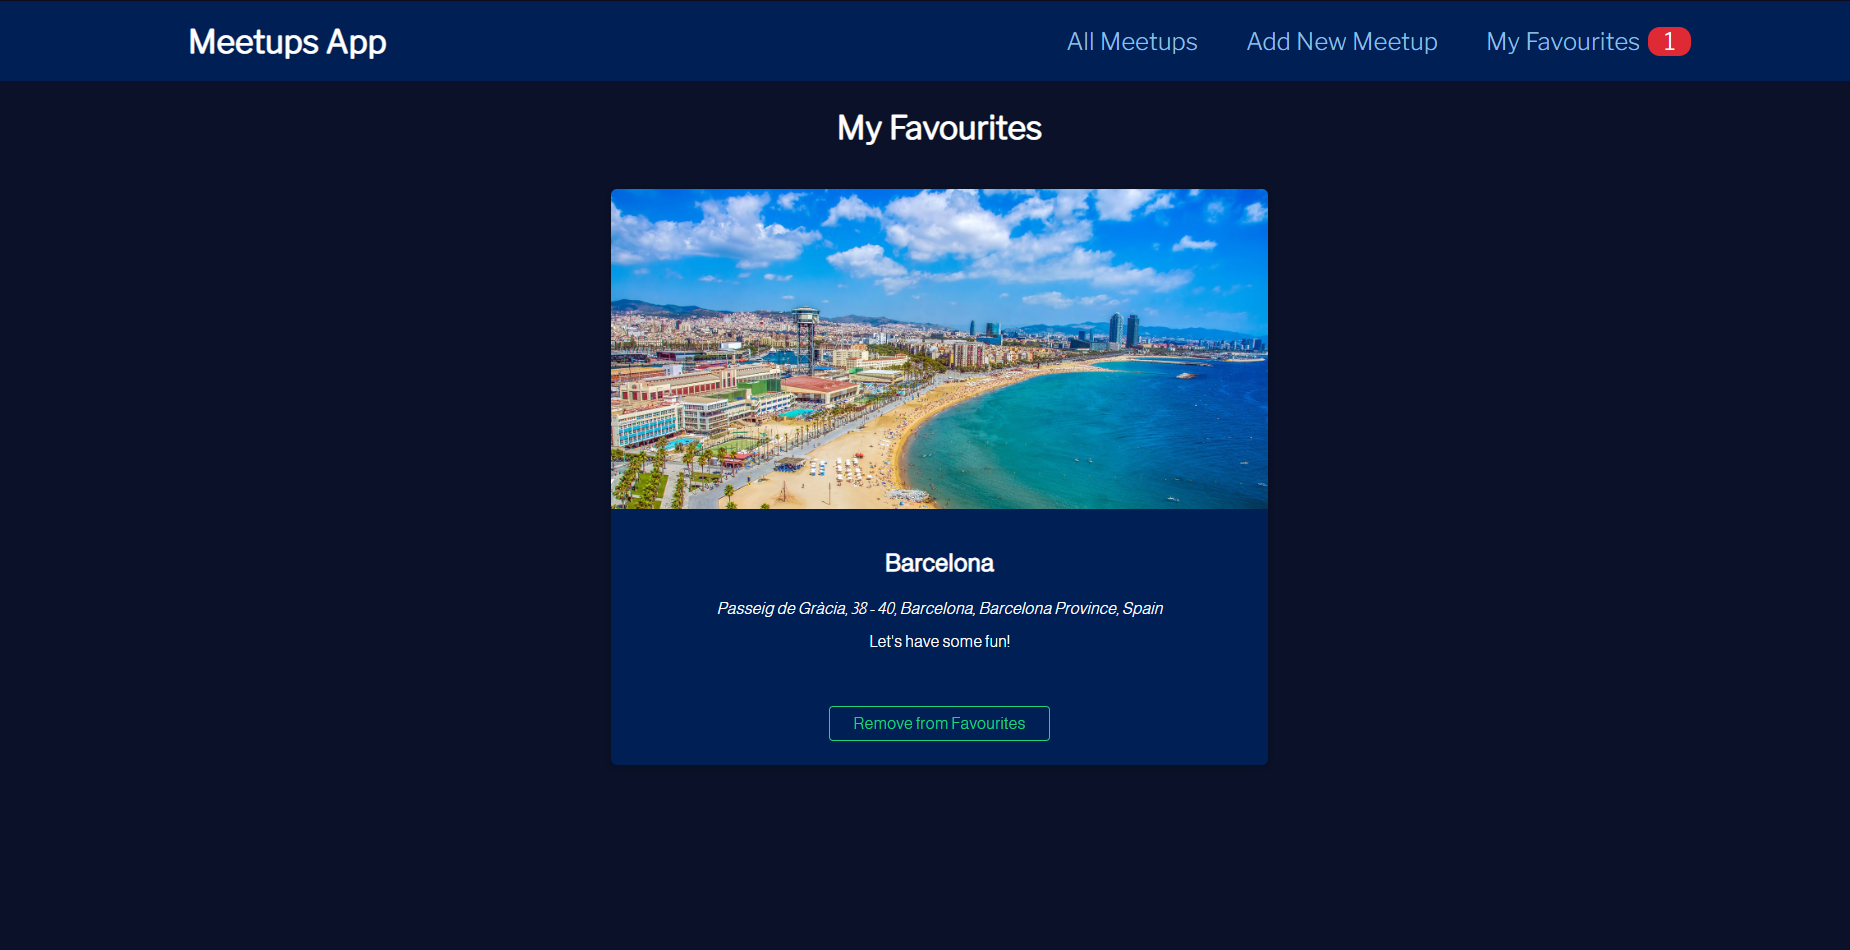 Meetups App
All Meetups
Add New Meetup
My Favourites 1
My Favourites
Barcelona
Passeig de Gràcia, 38 - 40, Barcelona, Barcelona Province, Spain
Let's have some fun!
Remove from Favourites